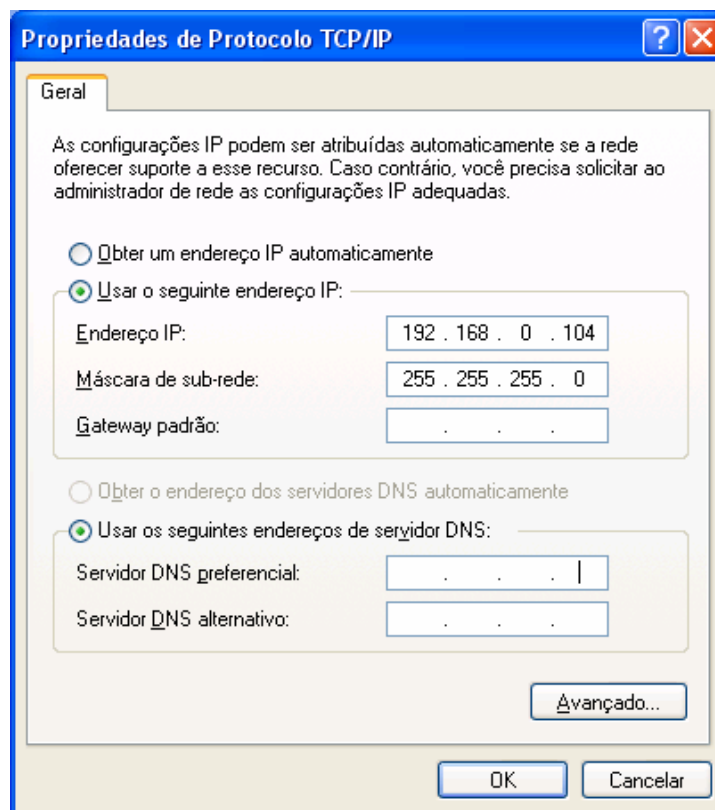 Propriedades de Protocolo TCP/IP
Geral
As configurações IP podem ser atribuídas automaticamente se a rede
oferecer suporte a esse recurso. Caso contrário, você precisa solicitar ao
administrador de rede as configurações IP adequadas.
Obter um endereço IP automaticamente
Usar o seguinte endereço IP:
Endereço IP: 192 . 168 . 0 . 104
Máscara de sub-rede: 255 . 255 . 255 . 0
Gateway padrão: . . .
Obter o endereço dos servidores DNS automaticamente
Usar os seguintes endereços de servidor DNS:
Servidor DNS preferencial: . . .
Servidor DNS alternativo: . . .
Avançado...
OK Cancelar